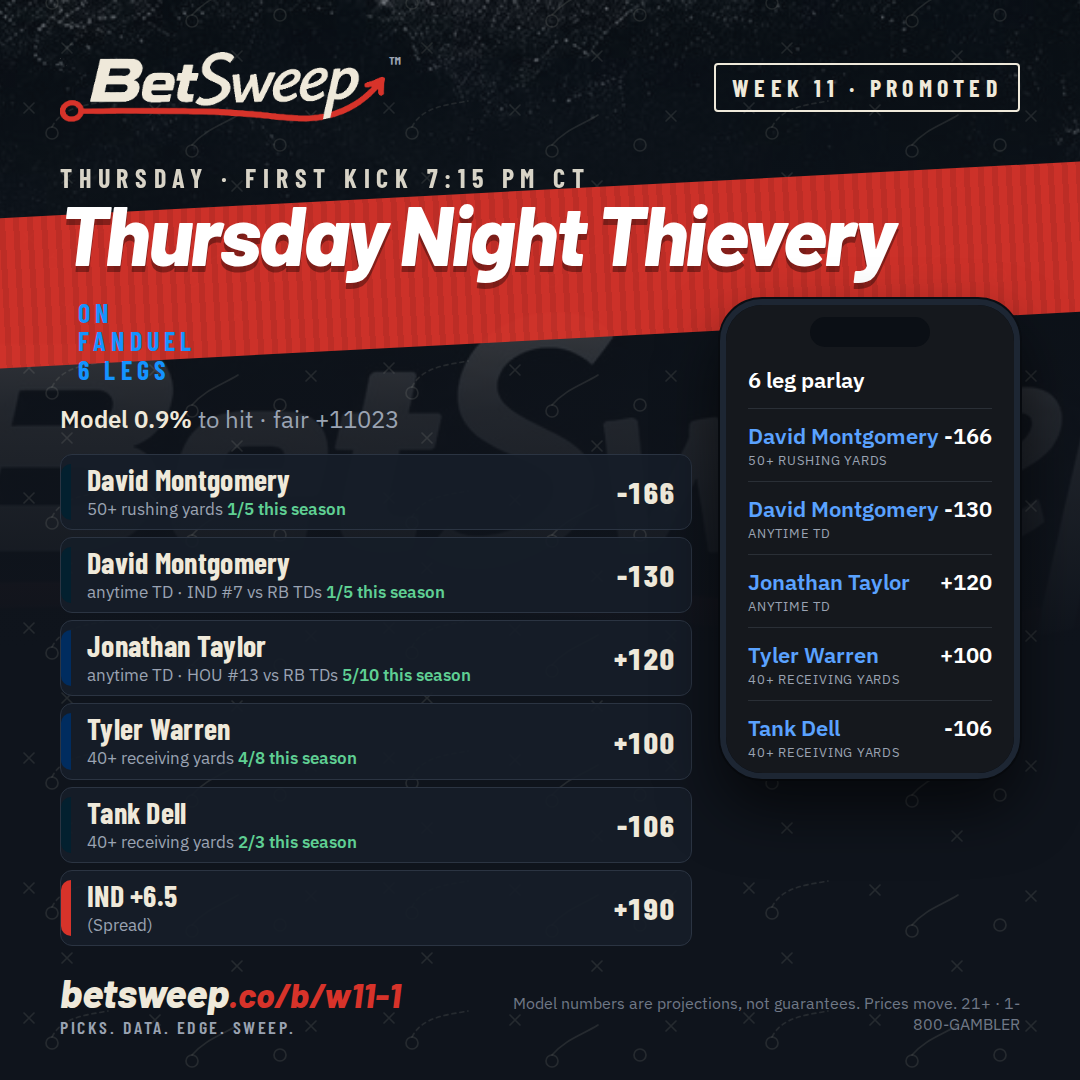 BetSweep™
WEEK 11 · PROMOTED
THURSDAY · FIRST KICK 7:15 PM CT
Thursday Night Thievery
ON
FANDUEL
6 LEGS
Model 0.9% to hit · fair +11023
David Montgomery
50+ rushing yards 1/5 this season
-166
David Montgomery
anytime TD · IND #7 vs RB TDs 1/5 this season
-130
Jonathan Taylor
anytime TD · HOU #13 vs RB TDs 5/10 this season
+120
Tyler Warren
40+ receiving yards 4/8 this season
+100
Tank Dell
40+ receiving yards 2/3 this season
-106
IND +6.5
(Spread)
+190
6 leg parlay
David Montgomery -166
50+ RUSHING YARDS
David Montgomery -130
ANYTIME TD
Jonathan Taylor +120
ANYTIME TD
Tyler Warren +100
40+ RECEIVING YARDS
Tank Dell -106
40+ RECEIVING YARDS
betsweep.co/b/w11-1
PICKS. DATA. EDGE. SWEEP.
Model numbers are projections, not guarantees. Prices move. 21+ · 1-
800-GAMBLER